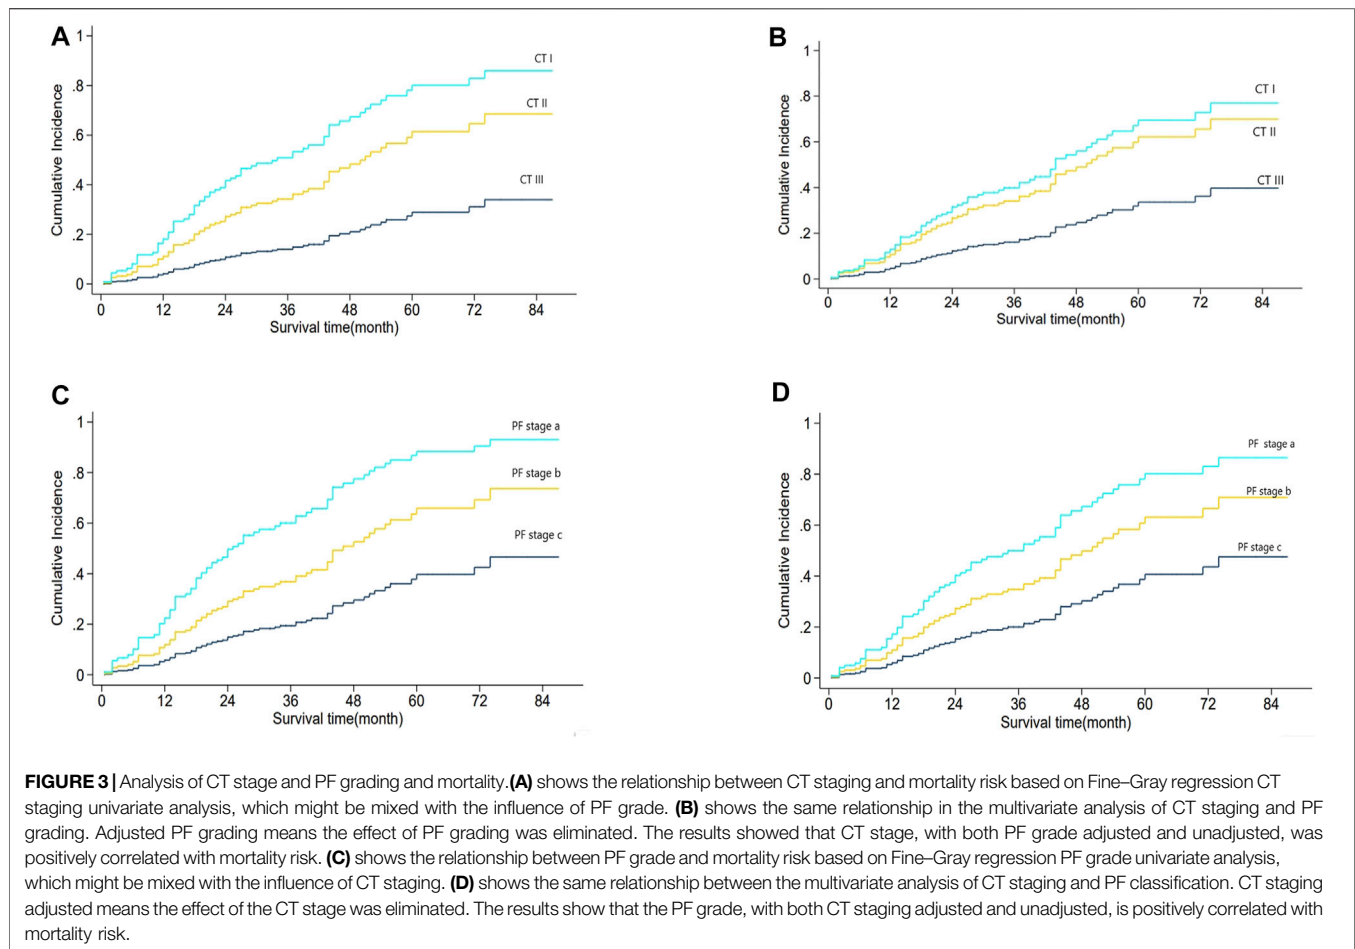 A
1
.8
.6
.4
.2
0
Cumulative Incidence
CT I
CT II
CT III
0 12 24 36 48 60 72 84
Survival time(month)
B
1
.8
.6
.4
.2
0
Cumulative Incidence
CT I
CT II
CT III
0 12 24 36 48 60 72 84
Survival time(month)
C
1
.8
.6
.4
.2
0
Cumulative Incidence
PF stage a
PF stage b
PF stage c
0 12 24 36 48 60 72 84
Survival time(month)
D
1
.8
.6
.4
.2
0
Cumulative Incidence
PF stage a
PF stage b
PF stage c
0 12 24 36 48 60 72 84
Survival time(month)
FIGURE 3 | Analysis of CT stage and PF grading and mortality.(A) shows the relationship between CT staging and mortality risk based on Fine–Gray regression CT
staging univariate analysis, which might be mixed with the influence of PF grade. (B) shows the same relationship in the multivariate analysis of CT staging and PF
grading. Adjusted PF grading means the effect of PF grading was eliminated. The results showed that CT stage, with both PF grade adjusted and unadjusted, was
positively correlated with mortality risk. (C) shows the relationship between PF grade and mortality risk based on Fine–Gray regression PF grade univariate analysis,
which might be mixed with the influence of CT staging. (D) shows the same relationship between the multivariate analysis of CT staging and PF classification. CT staging
adjusted means the effect of the CT stage was eliminated. The results show that the PF grade, with both CT staging adjusted and unadjusted, is positively correlated with
mortality risk.